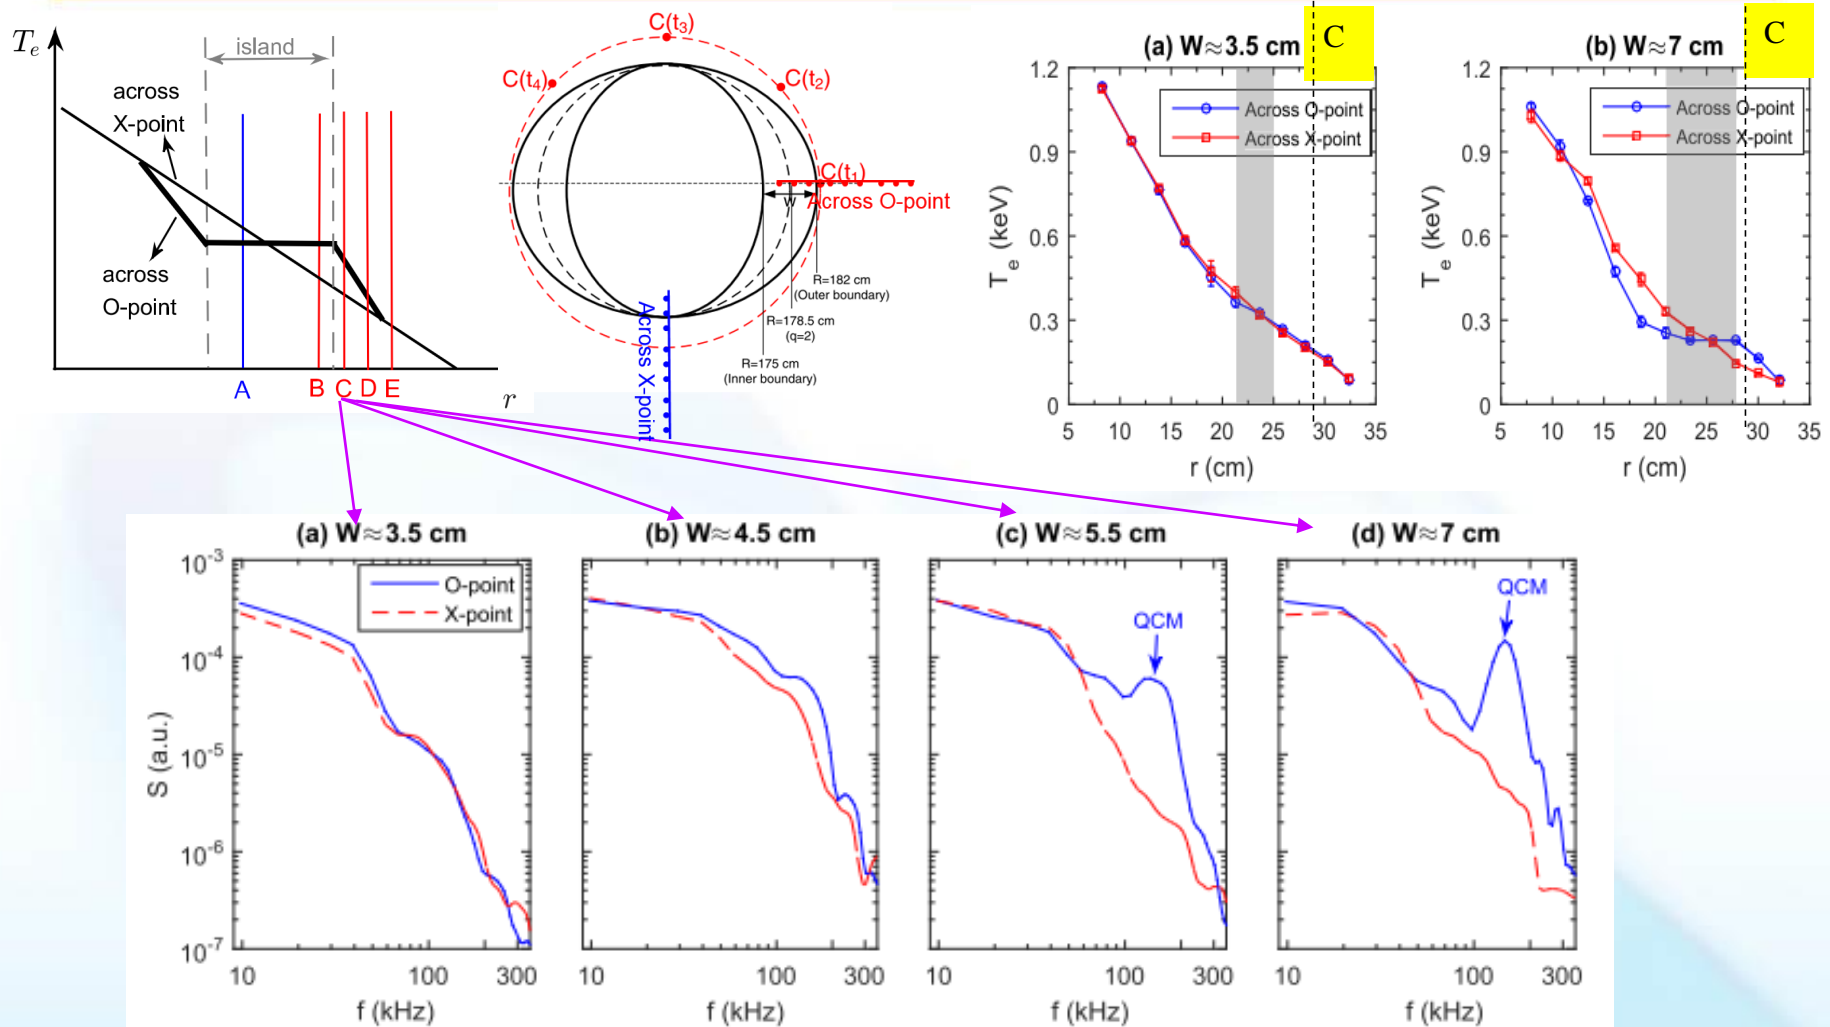 Te
island
across
X-point
across
O-point
A
B
C
D
E
r
C(t3)
C(t4)
C(t2)
C(t1)
w
Across O-point
Across X-point
R=182 cm
(Outer boundary)
R=178.5 cm
(q=2)
R=175 cm
(Inner boundary)
(a) W≈3.5 cm
C
1.2
0.9
0.6
0.3
0
Te (keV)
Across O-point
Across X-point
5 10 15 20 25 30 35
r (cm)
(b) W≈7 cm
C
1.2
0.9
0.6
0.3
0
Te (keV)
Across O-point
Across X-point
5 10 15 20 25 30 35
r (cm)
(a) W≈3.5 cm
O-point
X-point
10-3
10-4
10-5
10-6
10-7
S (a.u.)
10 100 300
f (kHz)
(b) W≈4.5 cm
10 100 300
f (kHz)
(c) W≈5.5 cm
QCM
10 100 300
f (kHz)
(d) W≈7 cm
QCM
10 100 300
f (kHz)